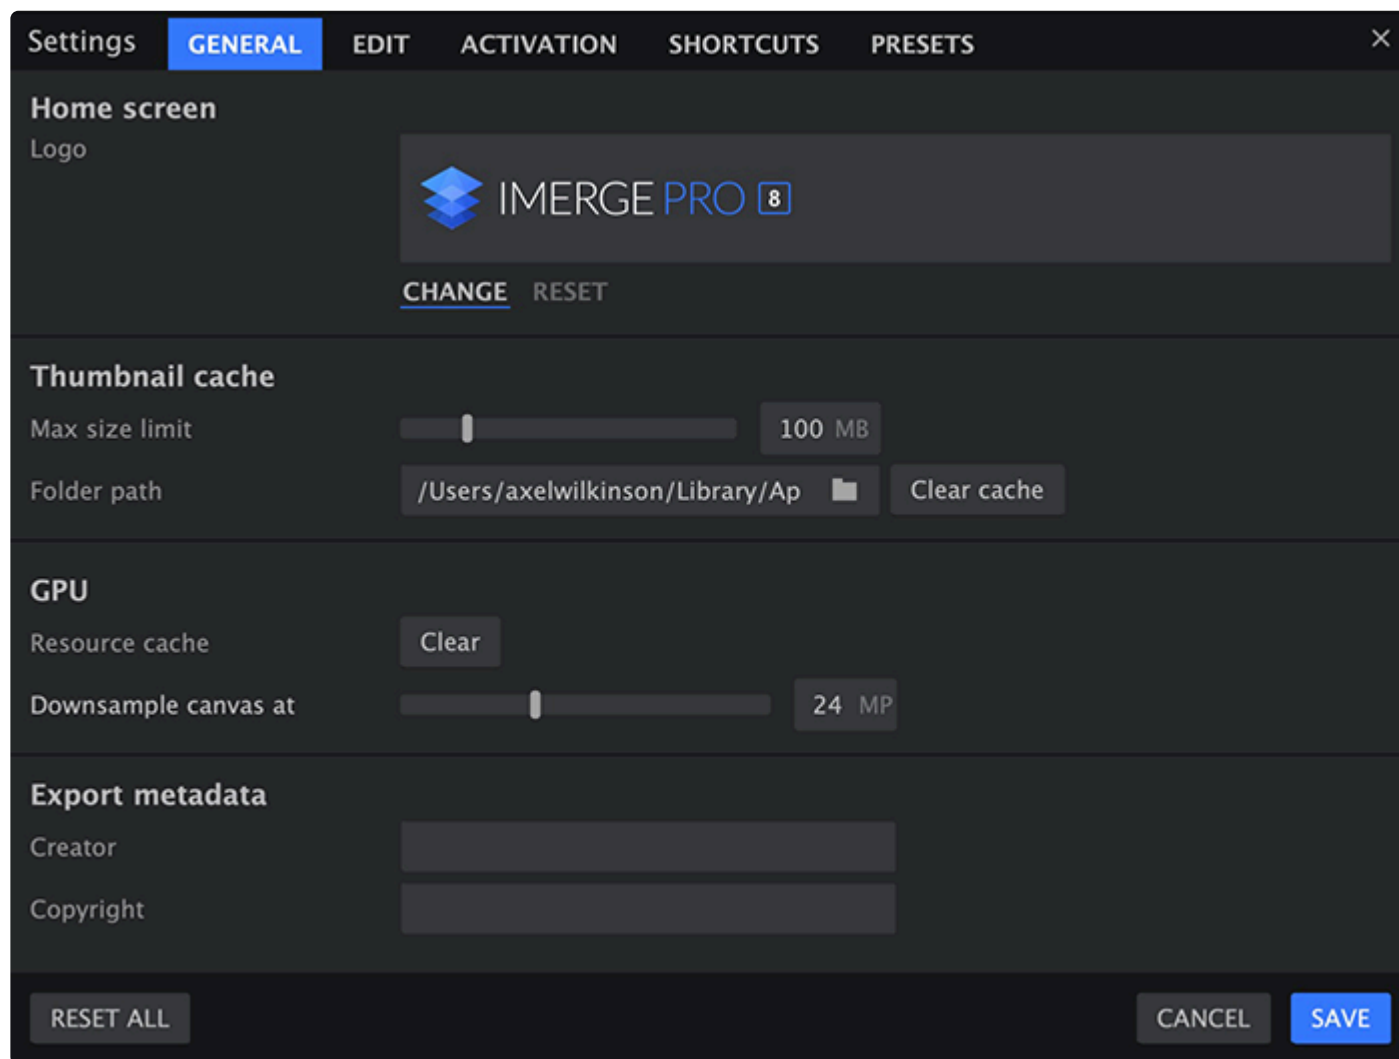 Settings GENERAL EDIT ACTIVATION SHORTCUTS PRESETS
Home screen
Logo
IMERGE PRO 8
CHANGE RESET
Thumbnail cache
Max size limit 100 MB
Folder path /Users/axelwilkinson/Library/Ap Clear cache
GPU
Resource cache Clear
Downsample canvas at 24 MP
Export metadata
Creator
Copyright
RESET ALL CANCEL SAVE